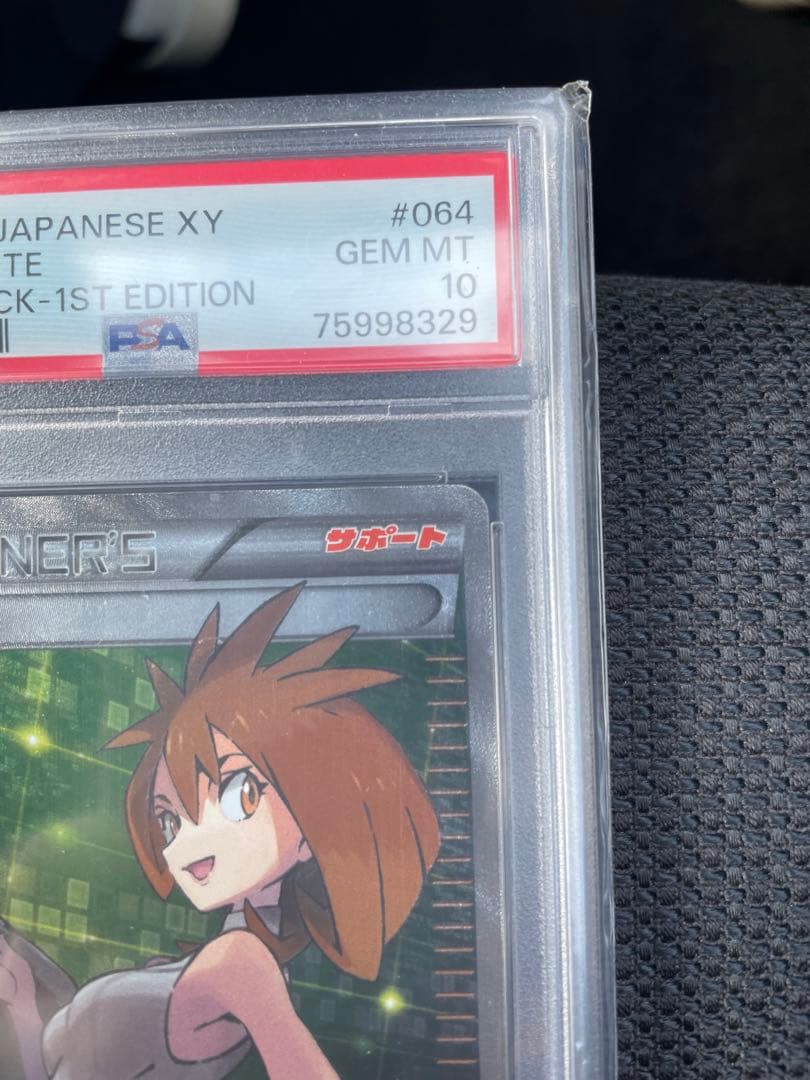 JAPANESE XY #064
TE GEM MT
CK-1ST EDITION 10
PSA 75998329
NER'S サポート